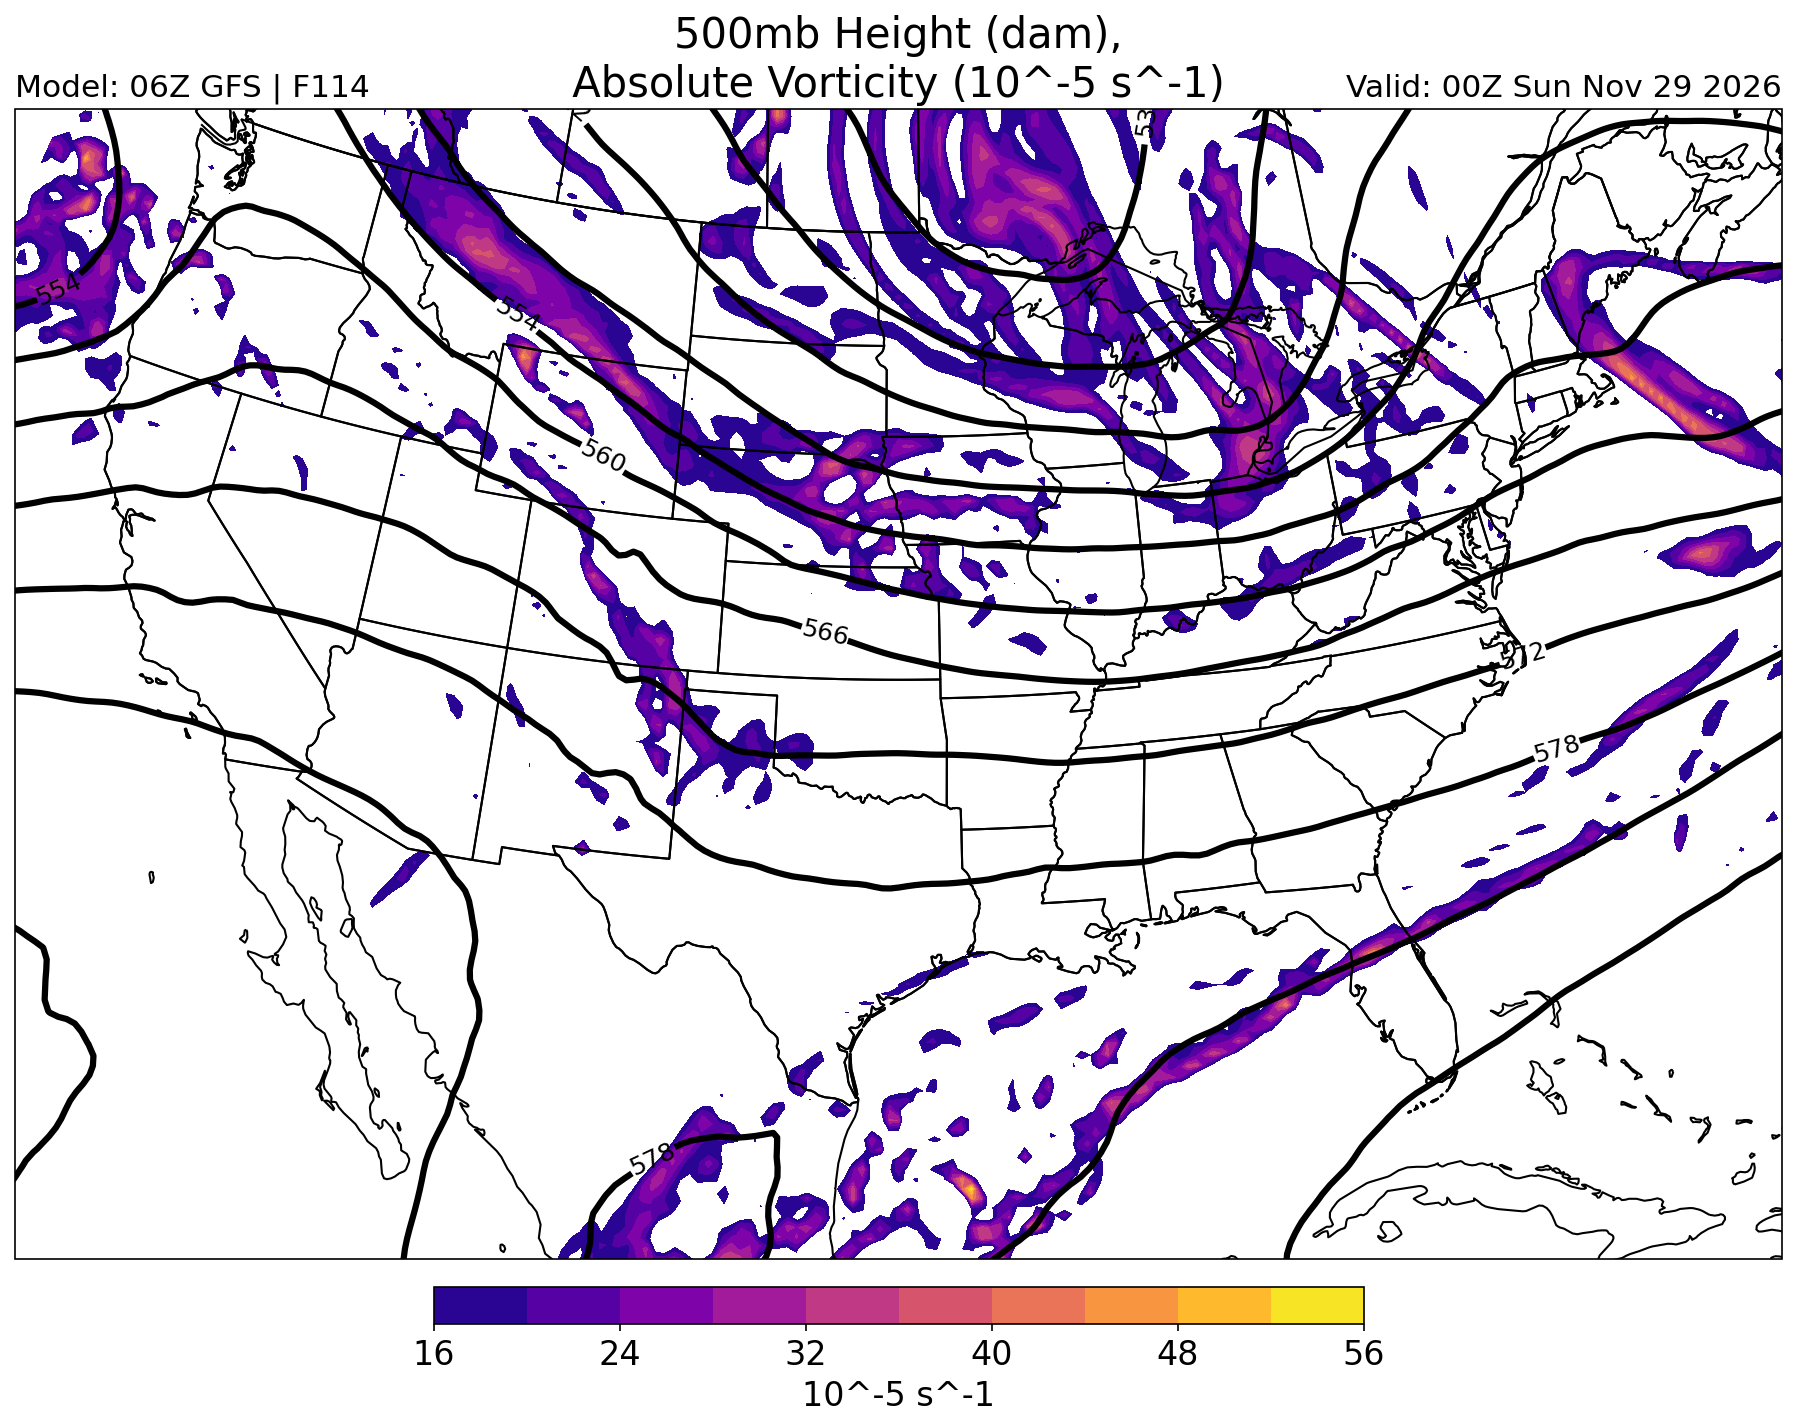 500mb Height (dam),
Absolute Vorticity (10^-5 s^-1)
Model: 06Z GFS | F114
Valid: 00Z Sun Nov 29 2026
554
554
560
566
572
578
578
16 24 32 40 48 56
10^-5 s^-1